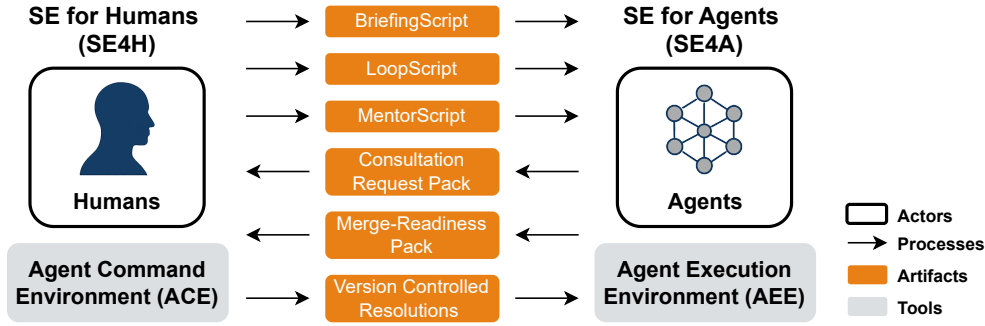 SE for Humans
(SE4H)
Humans
Agent Command
Environment (ACE)
BriefingScript
LoopScript
MentorScript
Consultation
Request Pack
Merge-Readiness
Pack
Version Controlled
Resolutions
SE for Agents
(SE4A)
Agents
Agent Execution
Environment (AEE)
Actors
Processes
Artifacts
Tools